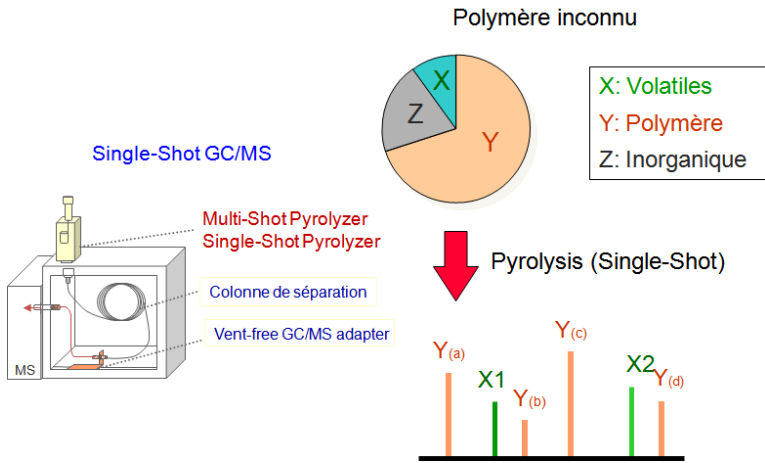 Polymère inconnu
X
Z
Y
X: Volatiles
Y: Polymère
Z: Inorganique
Single-Shot GC/MS
Multi-Shot Pyrolyzer
Single-Shot Pyrolyzer
Colonne de séparation
Vent-free GC/MS adapter
MS
Pyrolysis (Single-Shot)
Y(a)
X1
Y(b)
Y(c)
X2
Y(d)